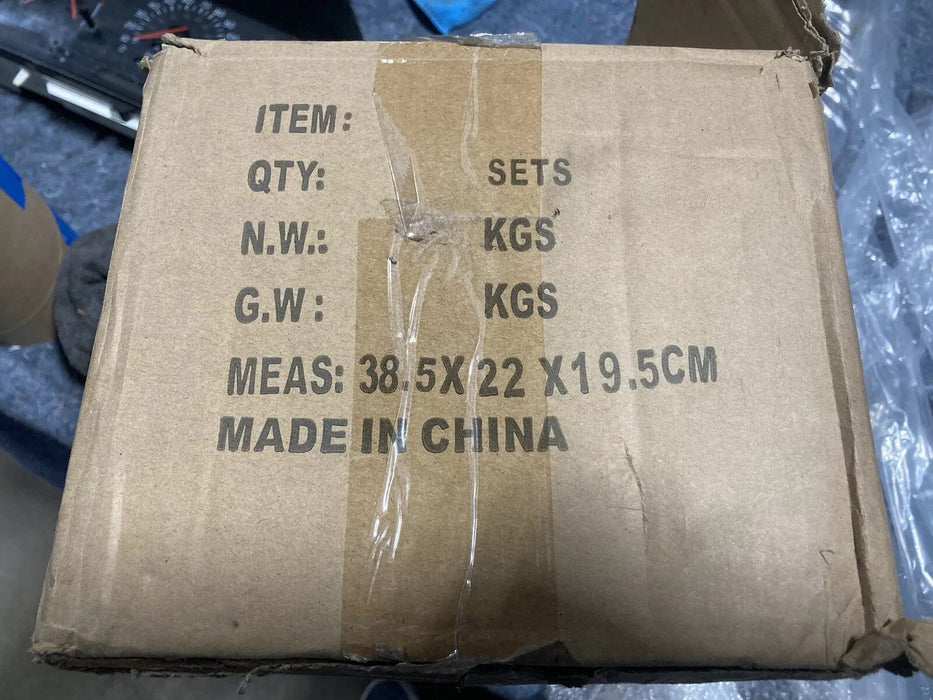 ITEM:
QTY: SETS
N.W.: KGS
G.W: KGS
MEAS: 38.5X 22 X19.5CM
MADE IN CHINA